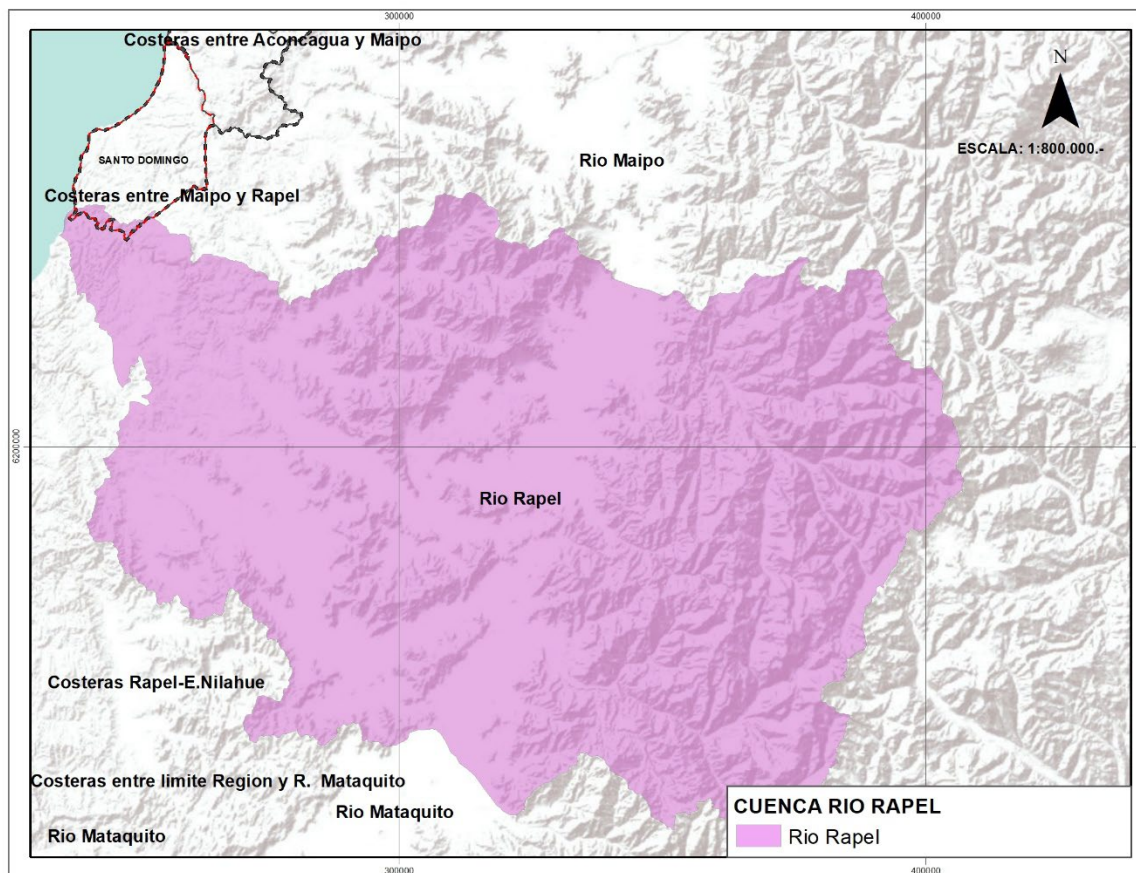 300000
400000
Costeras entre Aconcagua y Maipo
N
ESCALA: 1:800.000.-
SANTO DOMINGO
Rio Maipo
Costeras entre Maipo y Rapel
6200000
Rio Rapel
Costeras Rapel-E.Nilahue
Costeras entre limite Region y R. Mataquito
Rio Mataquito
Rio Mataquito
CUENCA RIO RAPEL
Rio Rapel
300000
400000